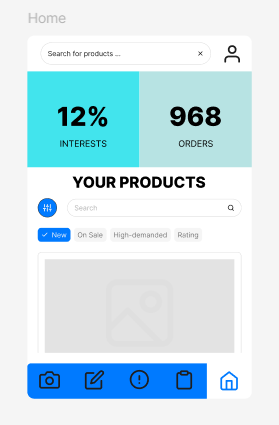 Home
Search for products ...
12%
968
INTERESTS
ORDERS
YOUR PRODUCTS
Search
New
On Sale
High-demanded
Rating